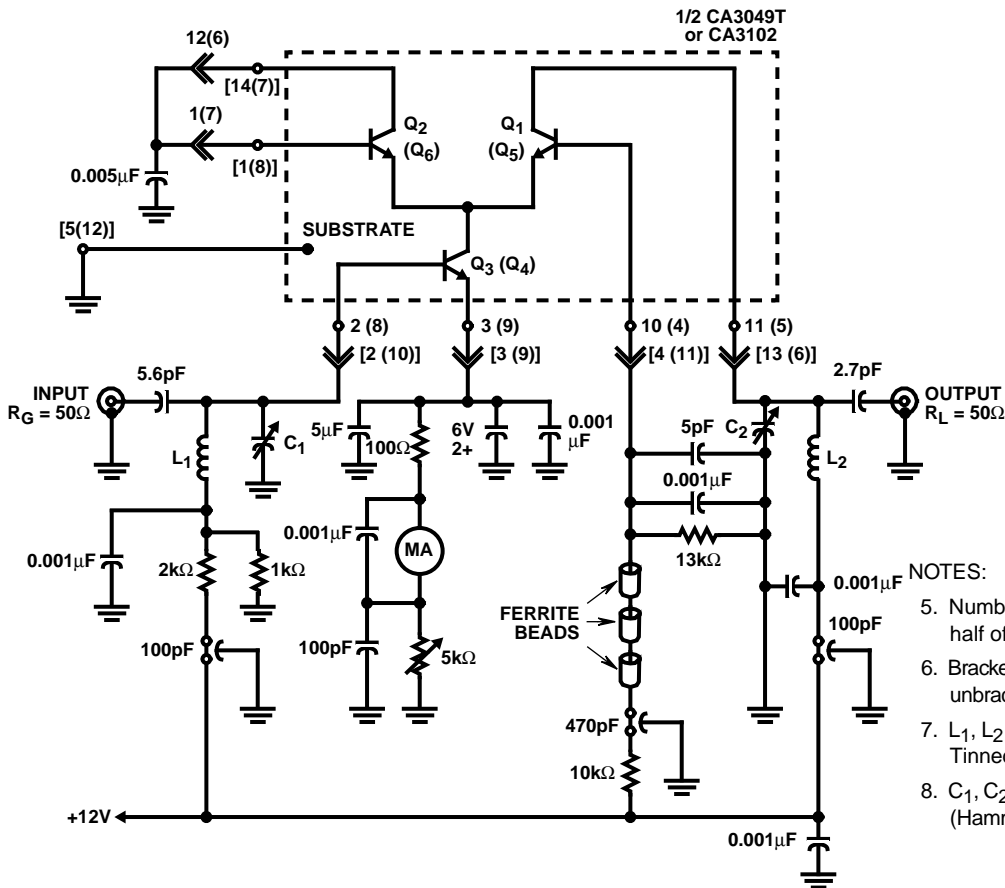 1/2 CA3049T
or CA3102
12(6)
[14(7)]
1(7)
[1(8)]
Q2
(Q6)
Q1
(Q5)
0.005μF
[5(12)]
SUBSTRATE
Q3 (Q4)
2 (8)
3 (9)
10 (4)
11 (5)
[2 (10)]
[3 (9)]
[4 (11)]
[13 (6)]
5.6pF
2.7pF
INPUT
RG = 50Ω
OUTPUT
RL = 50Ω
L1
C1
5μF
100Ω
6V
2+
0.001
μF
5pF
C2
L2
0.001μF
13kΩ
0.001μF
MA
0.001μF
2kΩ
1kΩ
FERRITE
BEADS
0.001μF
100pF
100pF
5kΩ
100pF
470pF
10kΩ
+12V
0.001μF
NOTES:
5. Numb
half of
6. Bracke
unbrac
7. L1, L2
Tinned
8. C1, C2
(Hamm